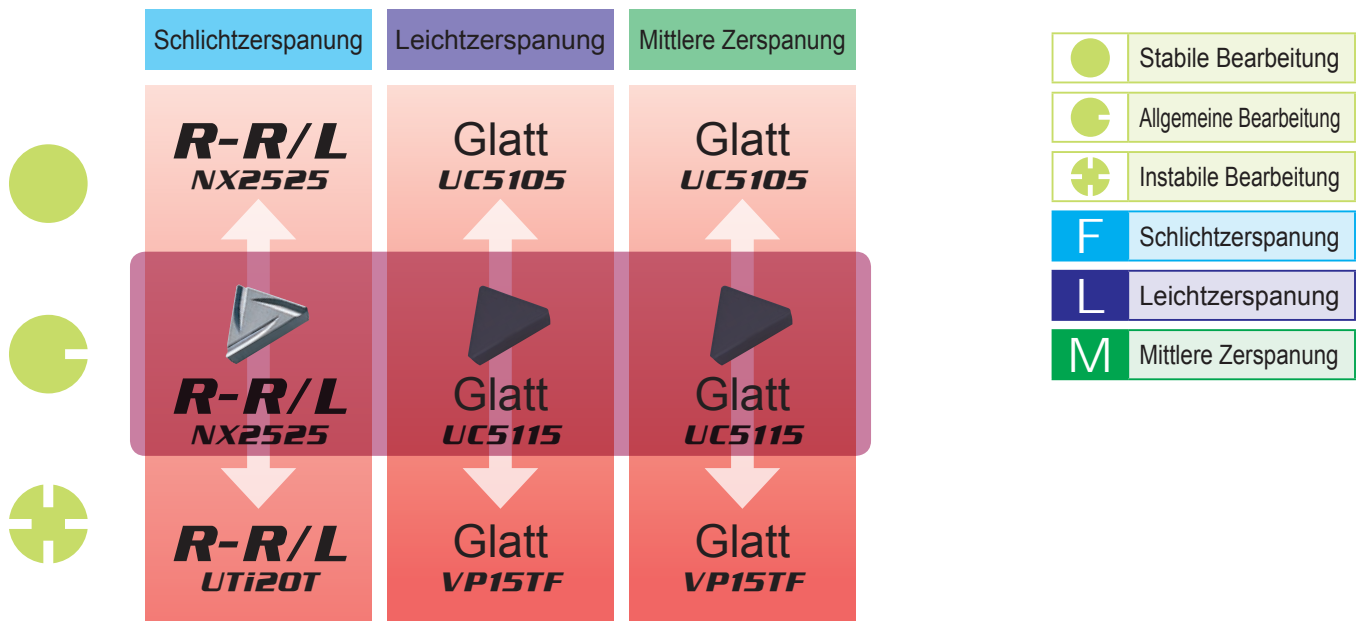 Schlichtzerspanung
Leichtzerspanung
Mittlere Zerspanung
R-R/L
NX2525
Glatt
UC5105
Glatt
UC5105
R-R/L
NX2525
Glatt
UC5115
Glatt
UC5115
R-R/L
UTi20T
Glatt
VP15TF
Glatt
VP15TF
Stabile Bearbeitung
Allgemeine Bearbeitung
Instabile Bearbeitung
F Schlichtzerspanung
L Leichtzerspanung
M Mittlere Zerspanung